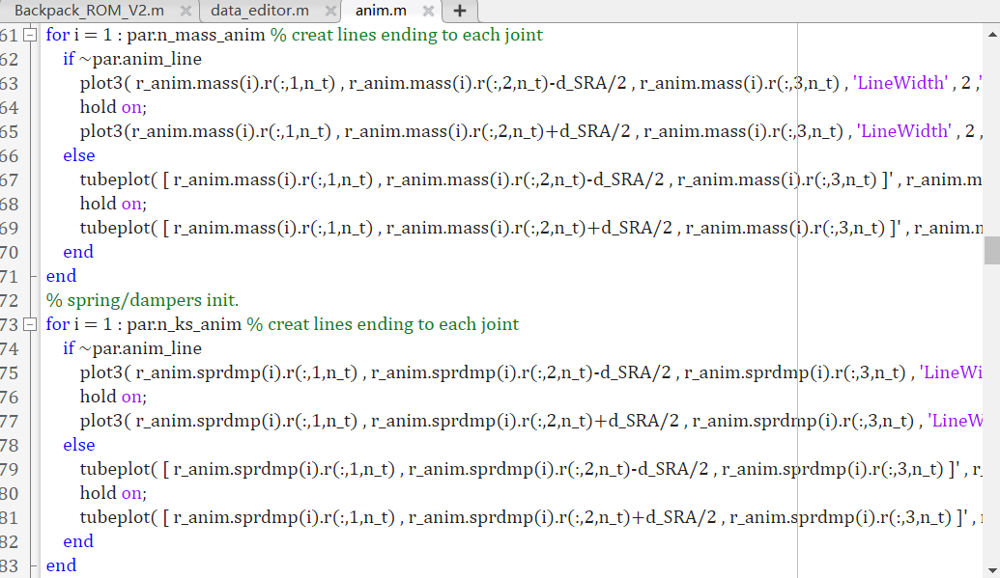 Backpack_ROM_V2.m × data_editor.m × anim.m × +
61 for i = 1 : par.n_mass_anim % creat lines ending to each joint
62 if ~par.anim_line
63 plot3( r_anim.mass(i).r(:,1,n_t) , r_anim.mass(i).r(:,2,n_t)-d_SRA/2 , r_anim.mass(i).r(:,3,n_t) , 'LineWidth' , 2 ,'
64 hold on;
65 plot3(r_anim.mass(i).r(:,1,n_t) , r_anim.mass(i).r(:,2,n_t)+d_SRA/2 , r_anim.mass(i).r(:,3,n_t) , 'LineWidth' , 2 ,
66 else
67 tubeplot( [ r_anim.mass(i).r(:,1,n_t) , r_anim.mass(i).r(:,2,n_t)-d_SRA/2 , r_anim.mass(i).r(:,3,n_t) ]' , r_anim.m
68 hold on;
69 tubeplot( [ r_anim.mass(i).r(:,1,n_t) , r_anim.mass(i).r(:,2,n_t)+d_SRA/2 , r_anim.mass(i).r(:,3,n_t) ]' , r_anim.
70 end
71 end
72 % spring/dampers init.
73 for i = 1 : par.n_ks_anim % creat lines ending to each joint
74 if ~par.anim_line
75 plot3( r_anim.sprdmp(i).r(:,1,n_t) , r_anim.sprdmp(i).r(:,2,n_t)-d_SRA/2 , r_anim.sprdmp(i).r(:,3,n_t) , 'LineWi
76 hold on;
77 plot3( r_anim.sprdmp(i).r(:,1,n_t) , r_anim.sprdmp(i).r(:,2,n_t)+d_SRA/2 , r_anim.sprdmp(i).r(:,3,n_t) , 'LineW
78 else
79 tubeplot( [ r_anim.sprdmp(i).r(:,1,n_t) , r_anim.sprdmp(i).r(:,2,n_t)-d_SRA/2 , r_anim.sprdmp(i).r(:,3,n_t) ]' , r_
80 hold on;
81 tubeplot( [ r_anim.sprdmp(i).r(:,1,n_t) , r_anim.sprdmp(i).r(:,2,n_t)+d_SRA/2 , r_anim.sprdmp(i).r(:,3,n_t) ]' ,
82 end
83 end